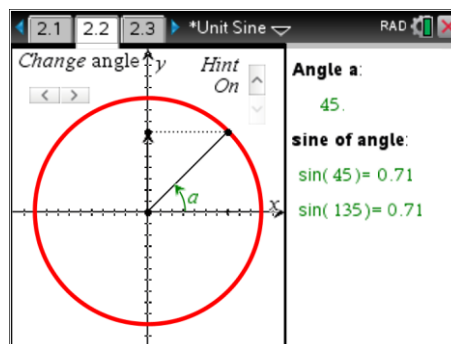 2.1 2.2 2.3 *Unit Sine RAD
Change angle y
Hint
On
< >
x
a
Angle a:
45.
sine of angle:
sin( 45)= 0.71
sin( 135)= 0.71